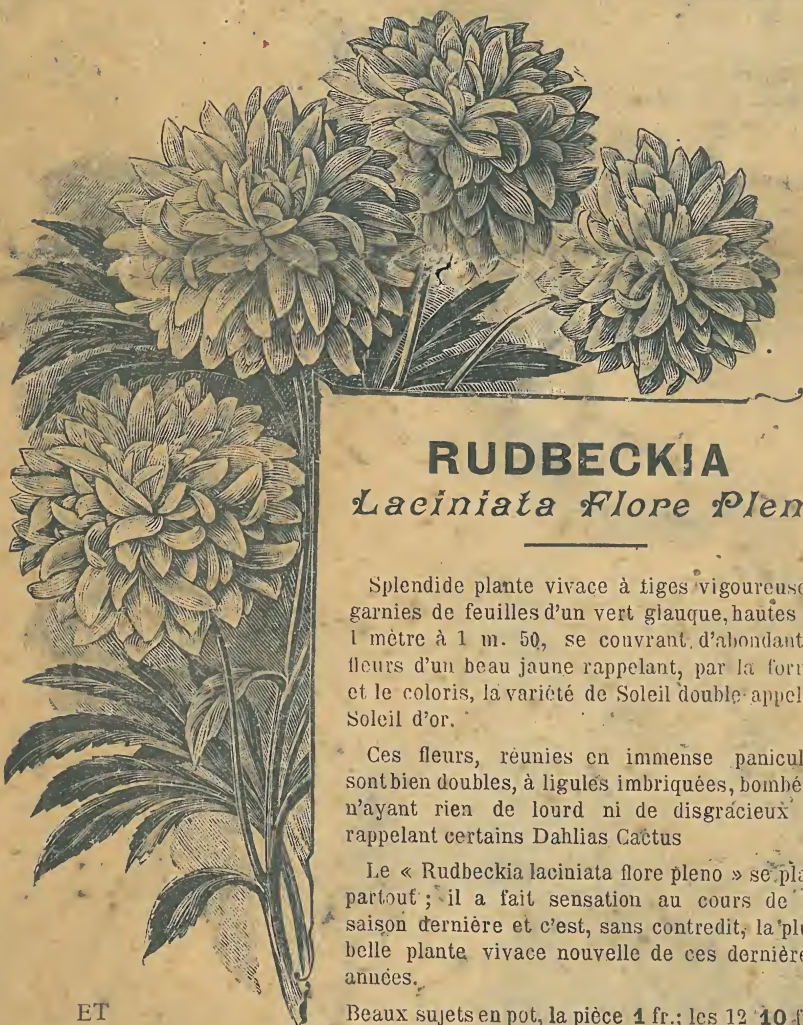 RUDBECKIA
Laciniata Flore Plen
Splendide plante vivace à tiges vigoureuse
garnies de feuilles d'un vert glauque, hautes
1 mètre à 1 m. 50, se couvrant d'abondant
fleurs d'un beau jaune rappelant, par la for
et le coloris, la variété de Soleil double appel
Soleil d'or.
Ces fleurs, réunies en immense panicul
sont bien doubles, à ligules imbriquées, bombé
n'ayant rien de lourd ni de disgrácieux
rappelant certains Dahlias Cactus
Le « Rudbeckia laciniata flore pleno » se pla
partout ; il a fait sensation au cours de
saison dernière et c'est, sans contredit, la plu
belle plante vivace nouvelle de ces dernière
années.
Beaux sujets en pot, la pièce 1 fr.; les 12 10 f
ET